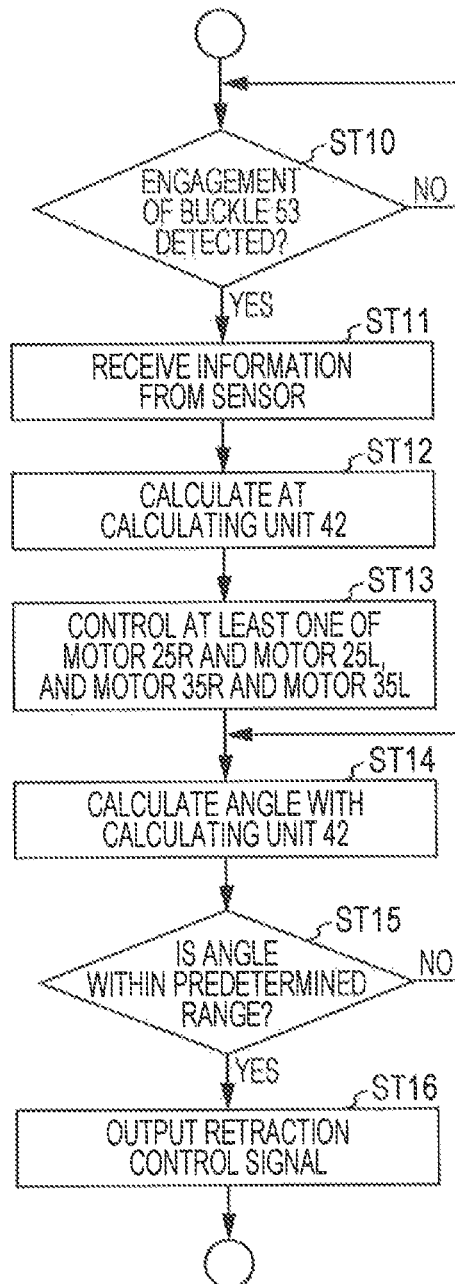 ST10
ENGAGEMENT
OF BUCKLE 53
DETECTED?
NO
YES
ST11
RECEIVE INFORMATION
FROM SENSOR
ST12
CALCULATE AT
CALCULATING UNIT 42
ST13
CONTROL AT LEAST ONE OF
MOTOR 25R AND MOTOR 25L,
AND MOTOR 35R AND MOTOR 35L
ST14
CALCULATE ANGLE WITH
CALCULATING UNIT 42
ST15
IS ANGLE
WITHIN PREDETERMINED
RANGE?
NO
YES
ST16
OUTPUT RETRACTION
CONTROL SIGNAL